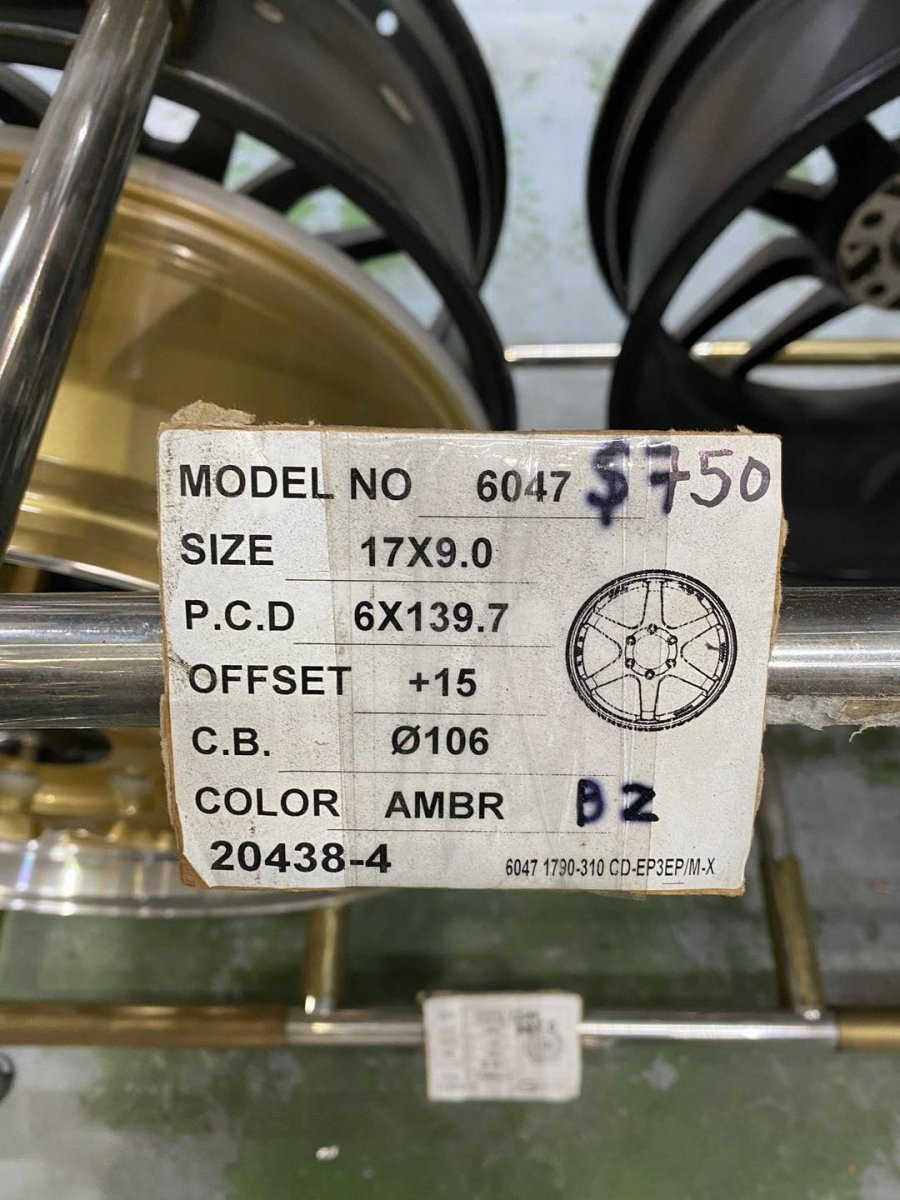 MODEL NO 6047 $750
SIZE 17X9.0
P.C.D 6X139.7
OFFSET +15
C.B. Ø106
COLOR AMBR B2
20438-4 6047 1790-310 CD-EP3EP/M-X